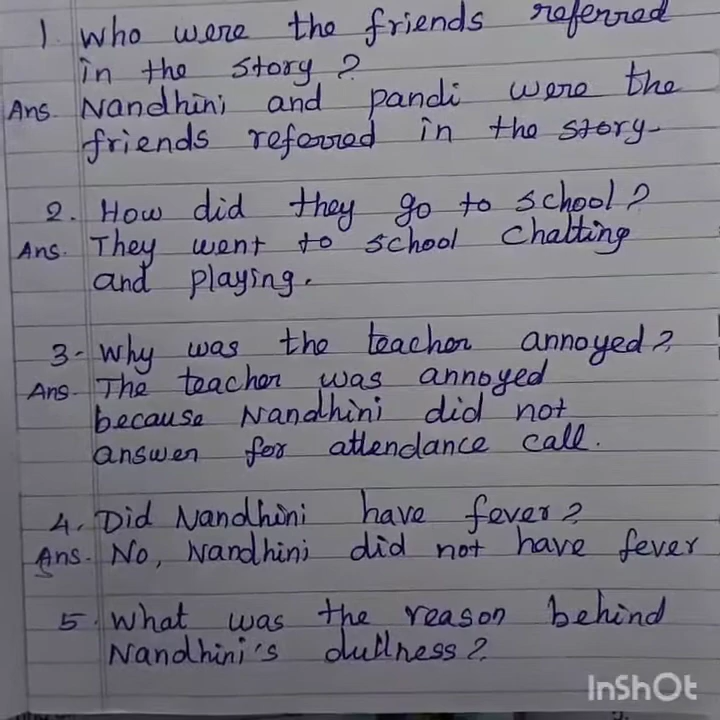 1. Who were the friends referred
in the story?
Ans. Nandhini and pandi were the
friends referred in the story.
2. How did they go to school?
Ans. They went to school chatting
and playing.
3. Why was the teacher annoyed?
Ans. The teacher was annoyed
because Nandhini did not
answer for attendance call.
4. Did Nandhini have fever?
Ans. No, Nandhini did not have fever
5. What was the reason behind
Nandhini's dullness?
InShOt